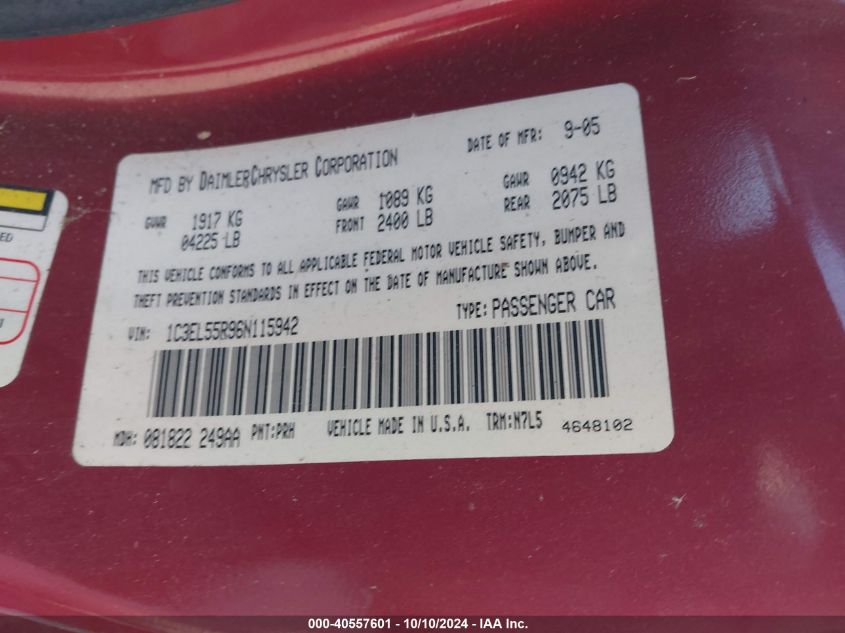 MFD BY DAIMLERCHRYSLER CORPORATION DATE OF MFR: 9-05
GVWR 1917 KG GAWR 1089 KG GAWR 0942 KG
04225 LB FRONT 2400 LB REAR 2075 LB
THIS VEHICLE CONFORMS TO ALL APPLICABLE FEDERAL MOTOR VEHICLE SAFETY, BUMPER AND
THEFT PREVENTION STANDARDS IN EFFECT ON THE DATE OF MANUFACTURE SHOWN ABOVE.
VIN: 1C3EL55R96N115942 TYPE: PASSENGER CAR
MDH: 081822 249AA PNT:PRH VEHICLE MADE IN U.S.A. TRM:N7L5 4648102
000-40557601 - 10/10/2024 - IAA Inc.